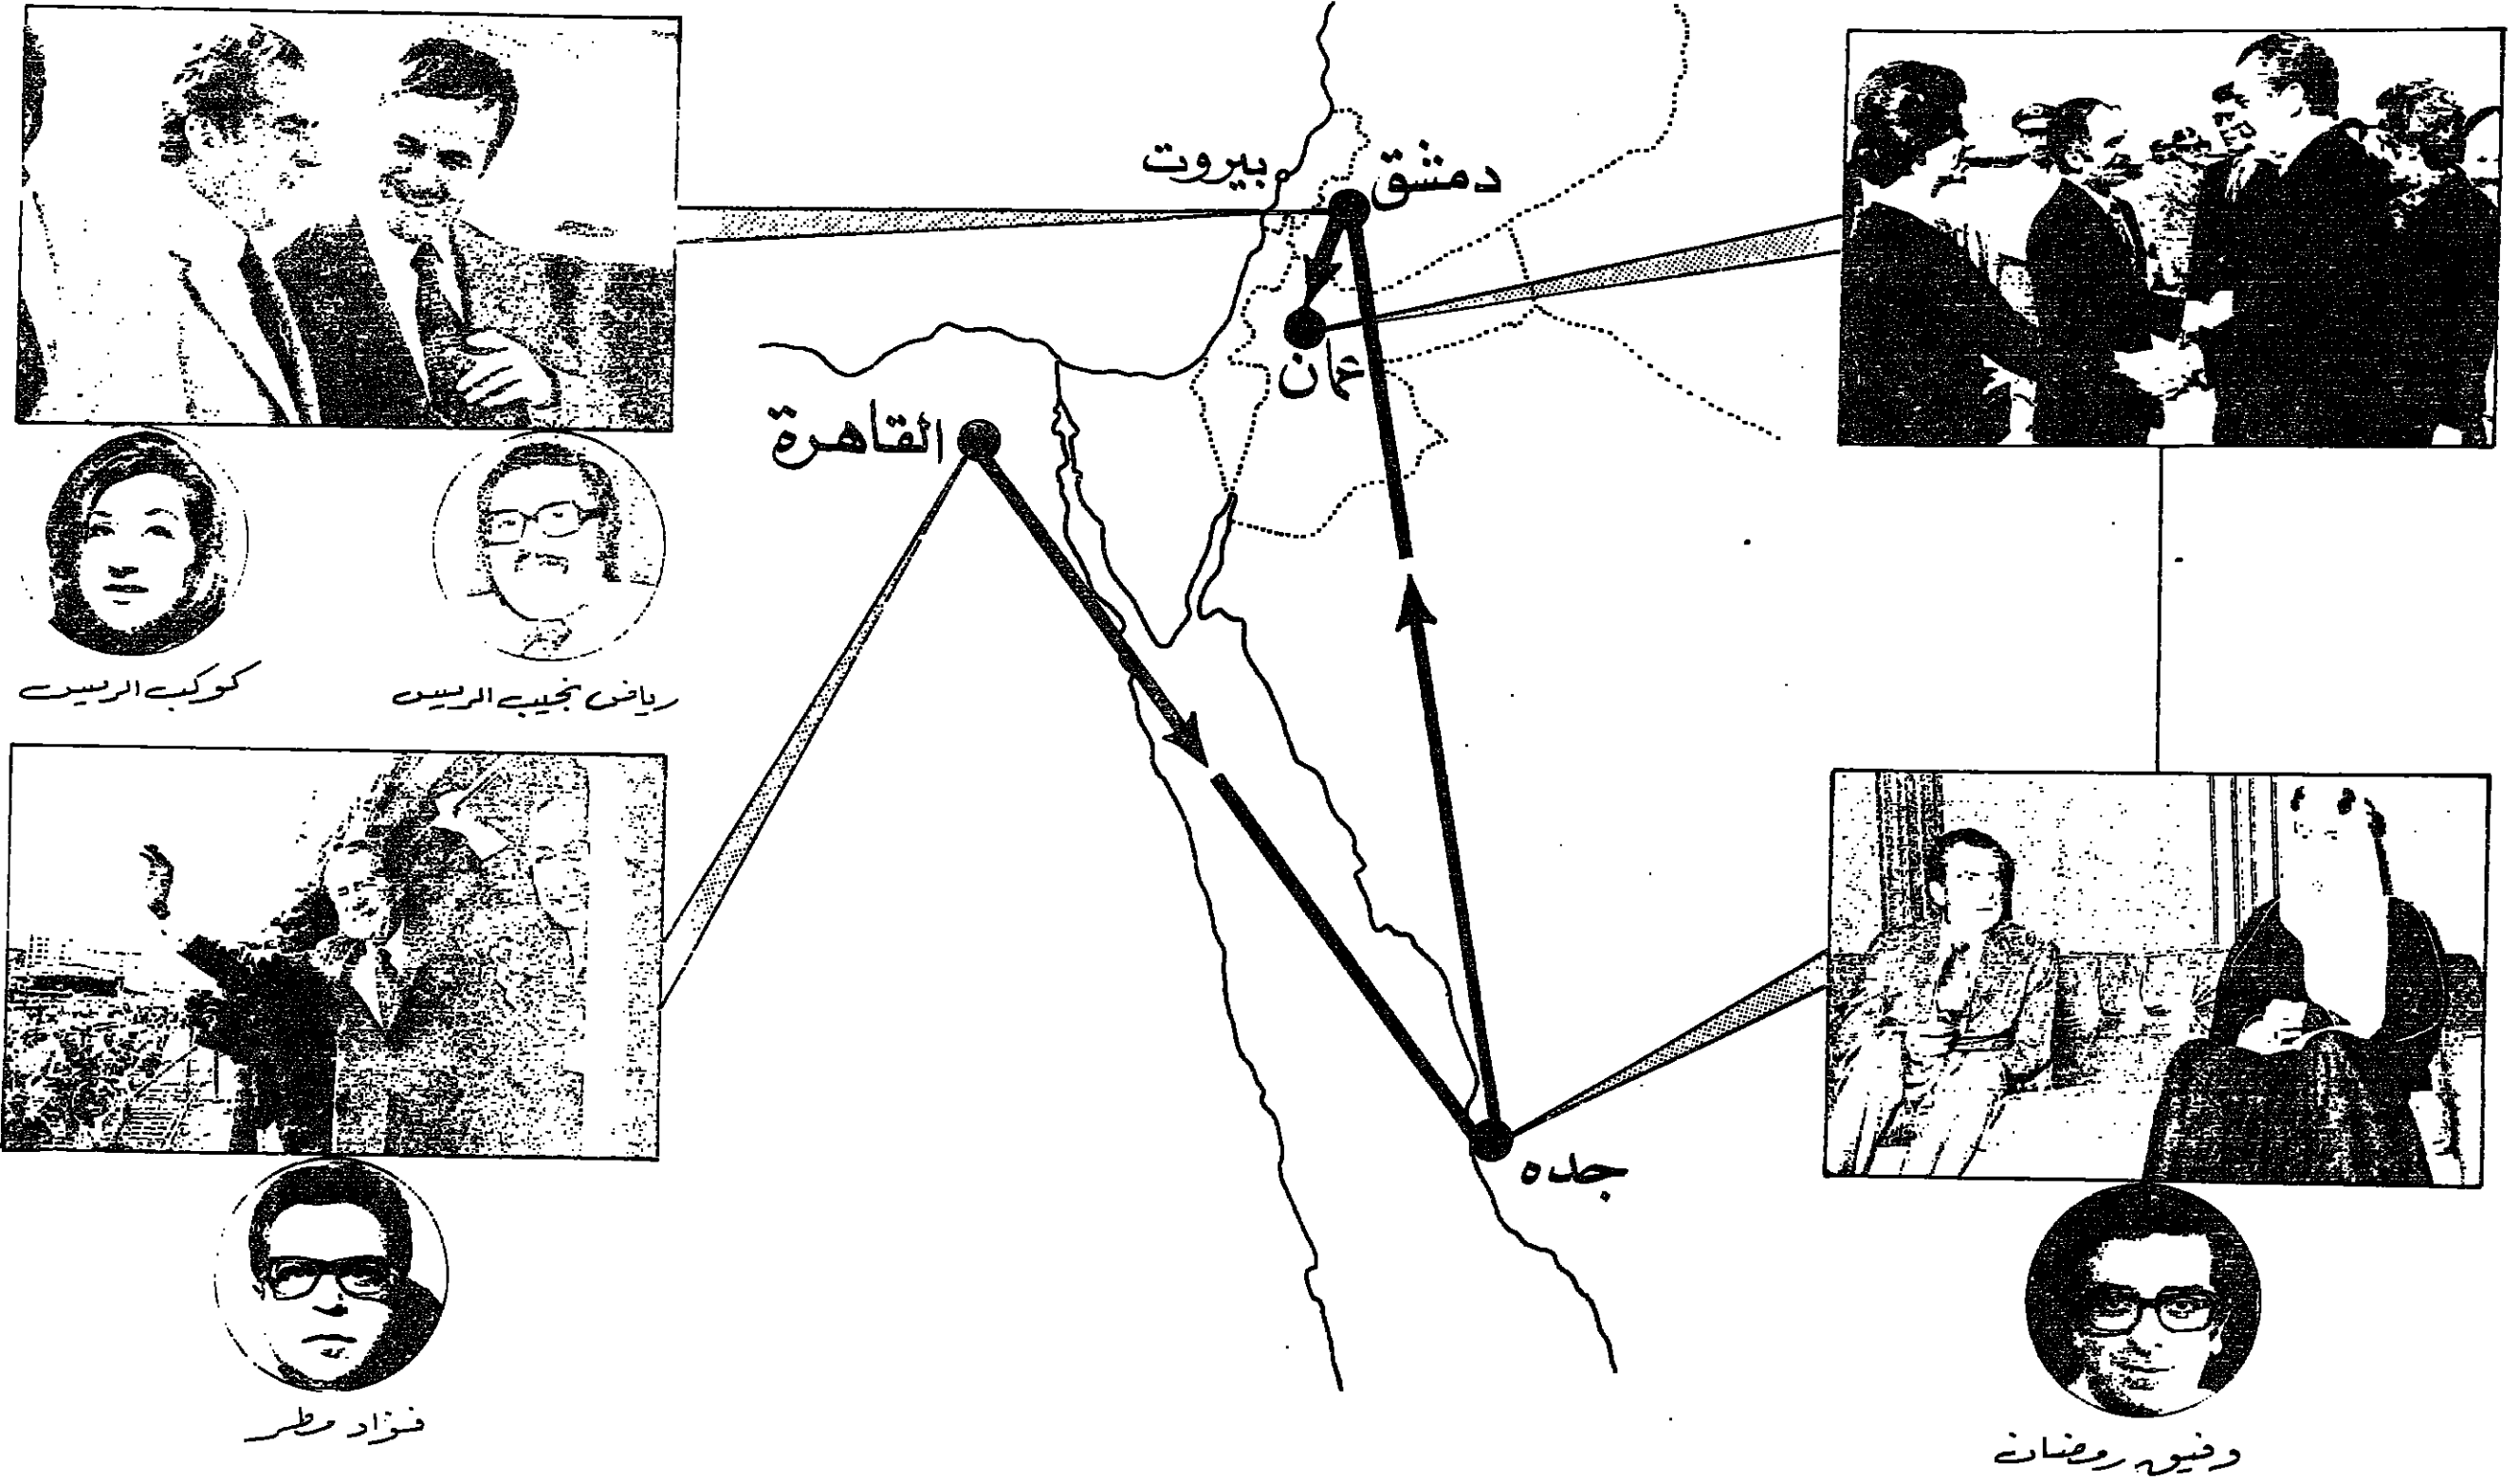 بيروت
دمشق
عمان
القاهرة
جده
رياض نجيب الريس
كوكب الريس
فؤاد مطر
وفيق رمضان